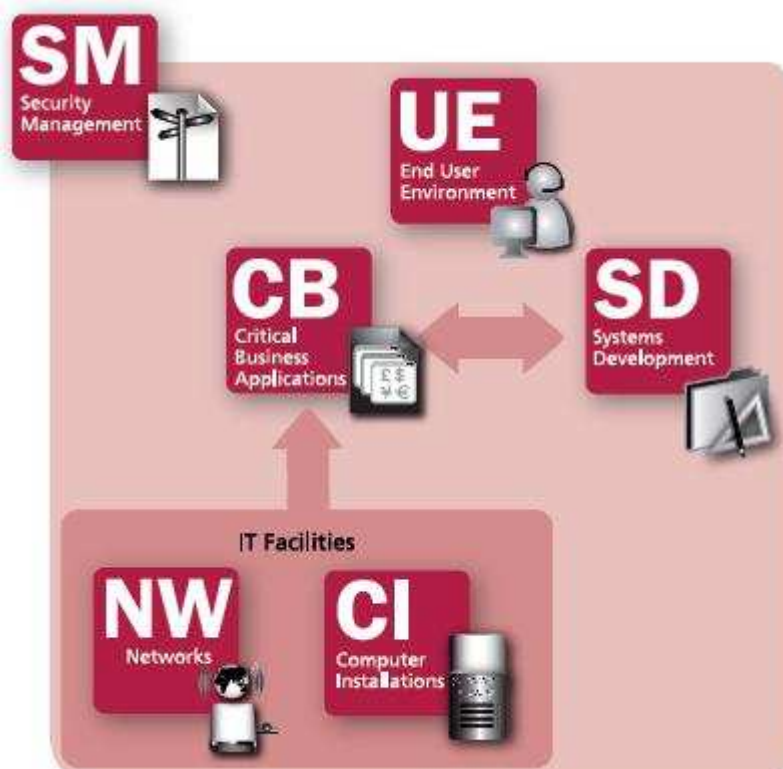 SM
Security
Management
UE
End User
Environment
CB
Critical
Business
Applications
SD
Systems
Development
IT Facilities
NW
Networks
CI
Computer
Installations